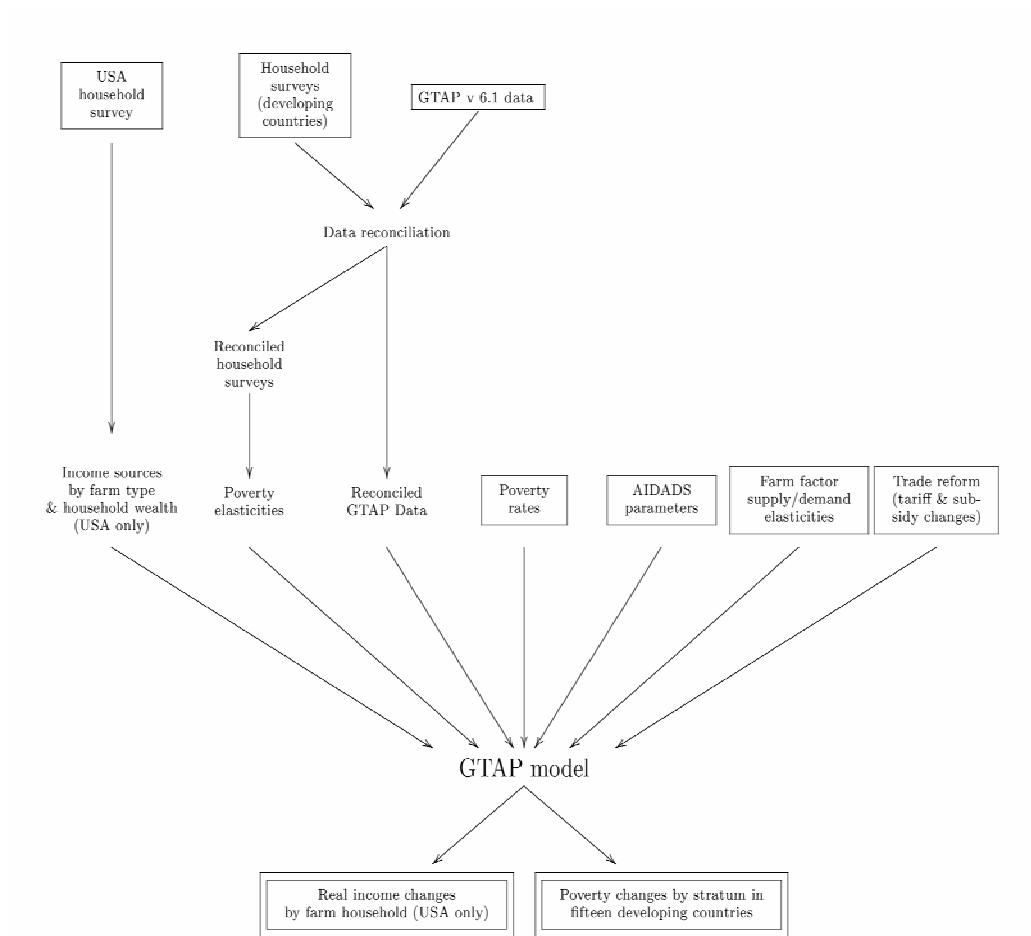 USA
household
survey
Household
surveys
(developing
countries)
GTAP v 6.1 data
Data reconciliation
Reconciled
household
surveys
Income sources
by farm type
& household wealth
(USA only)
Poverty
elasticities
Reconciled
GTAP Data
Poverty
rates
AIDADS
parameters
Farm factor
supply/demand
elasticities
Trade reform
(tariff & sub-
sidy changes)
GTAP model
Real income changes
by farm household (USA only)
Poverty changes by stratum in
fifteen developing countries